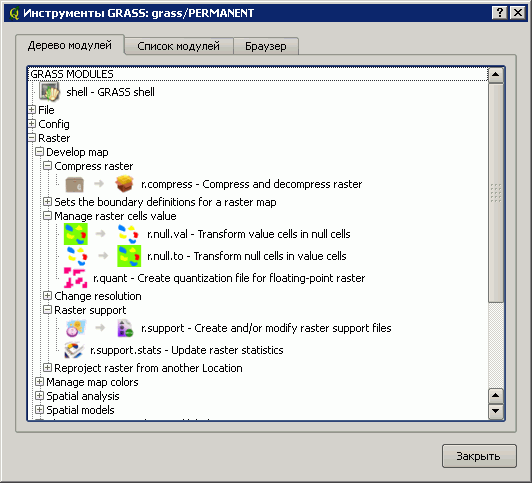 Инструменты GRASS: grass/PERMANENT
Дерево модулей
Список модулей
Браузер
GRASS MODULES
shell - GRASS shell
File
Config
Raster
Develop map
Compress raster
r.compress - Compress and decompress raster
Sets the boundary definitions for a raster map
Manage raster cells value
r.null.val - Transform value cells in null cells
r.null.to - Transform null cells in value cells
r.quant - Create quantization file for floating-point raster
Change resolution
Raster support
r.support - Create and/or modify raster support files
r.support.stats - Update raster statistics
Reproject raster from another Location
Manage map colors
Spatial analysis
Spatial models
Закрыть